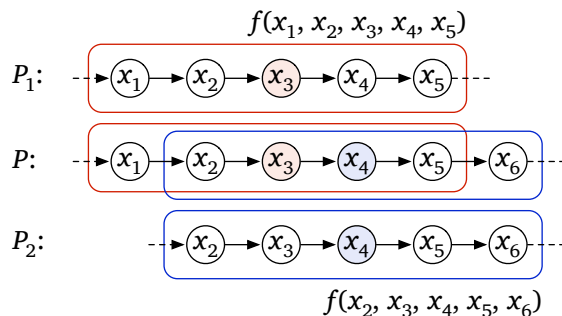 f(x₁, x₂, x₃, x₄, x₅)
P₁: x₁ x₂ x₃ x₄ x₅
P: x₁ x₂ x₃ x₄ x₅ x₆
P₂: x₂ x₃ x₄ x₅ x₆
f(x₂, x₃, x₄, x₅, x₆)